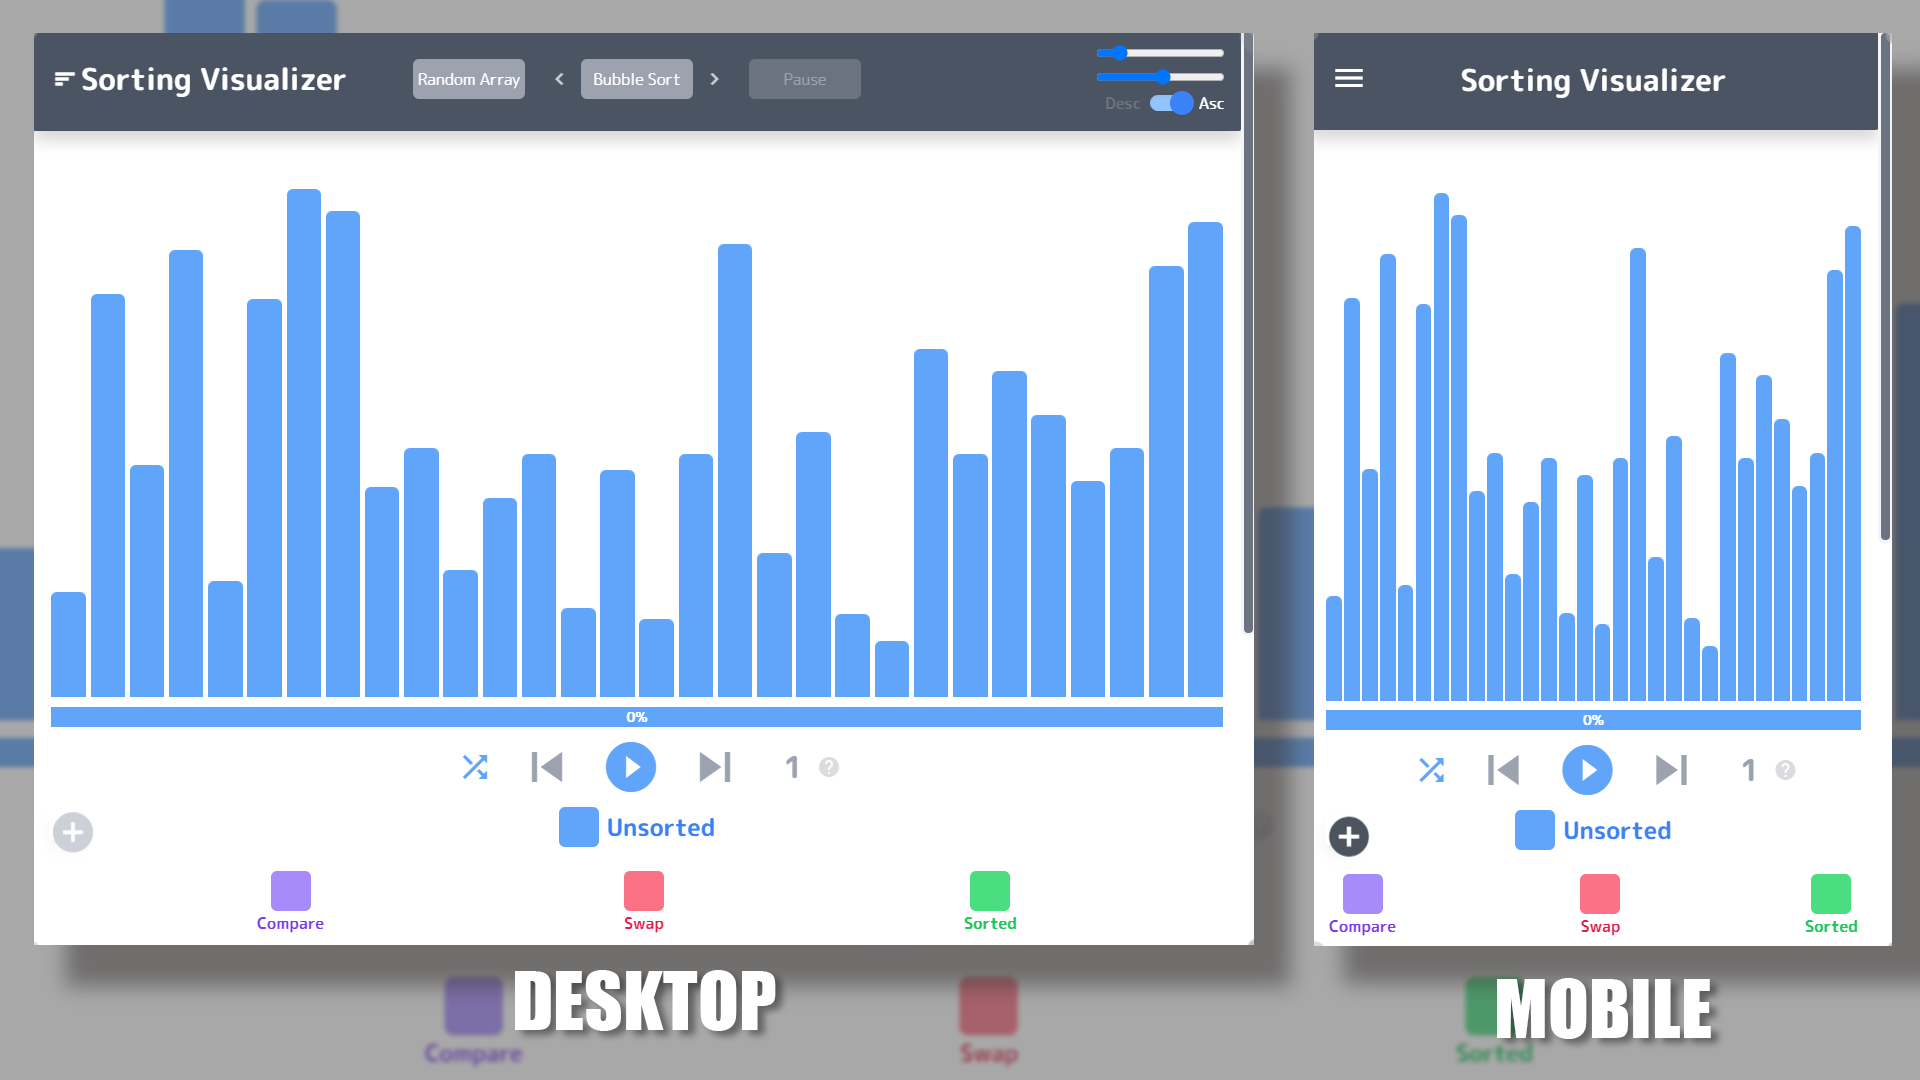 Sorting Visualizer
Random Array
Bubble Sort
Pause
Desc
Asc
0%
1
?
Unsorted
Compare
Swap
Sorted
Sorting Visualizer
0%
1
?
Unsorted
Compare
Swap
Sorted
DESKTOP
MOBILE
Compare
Swap
Sorted